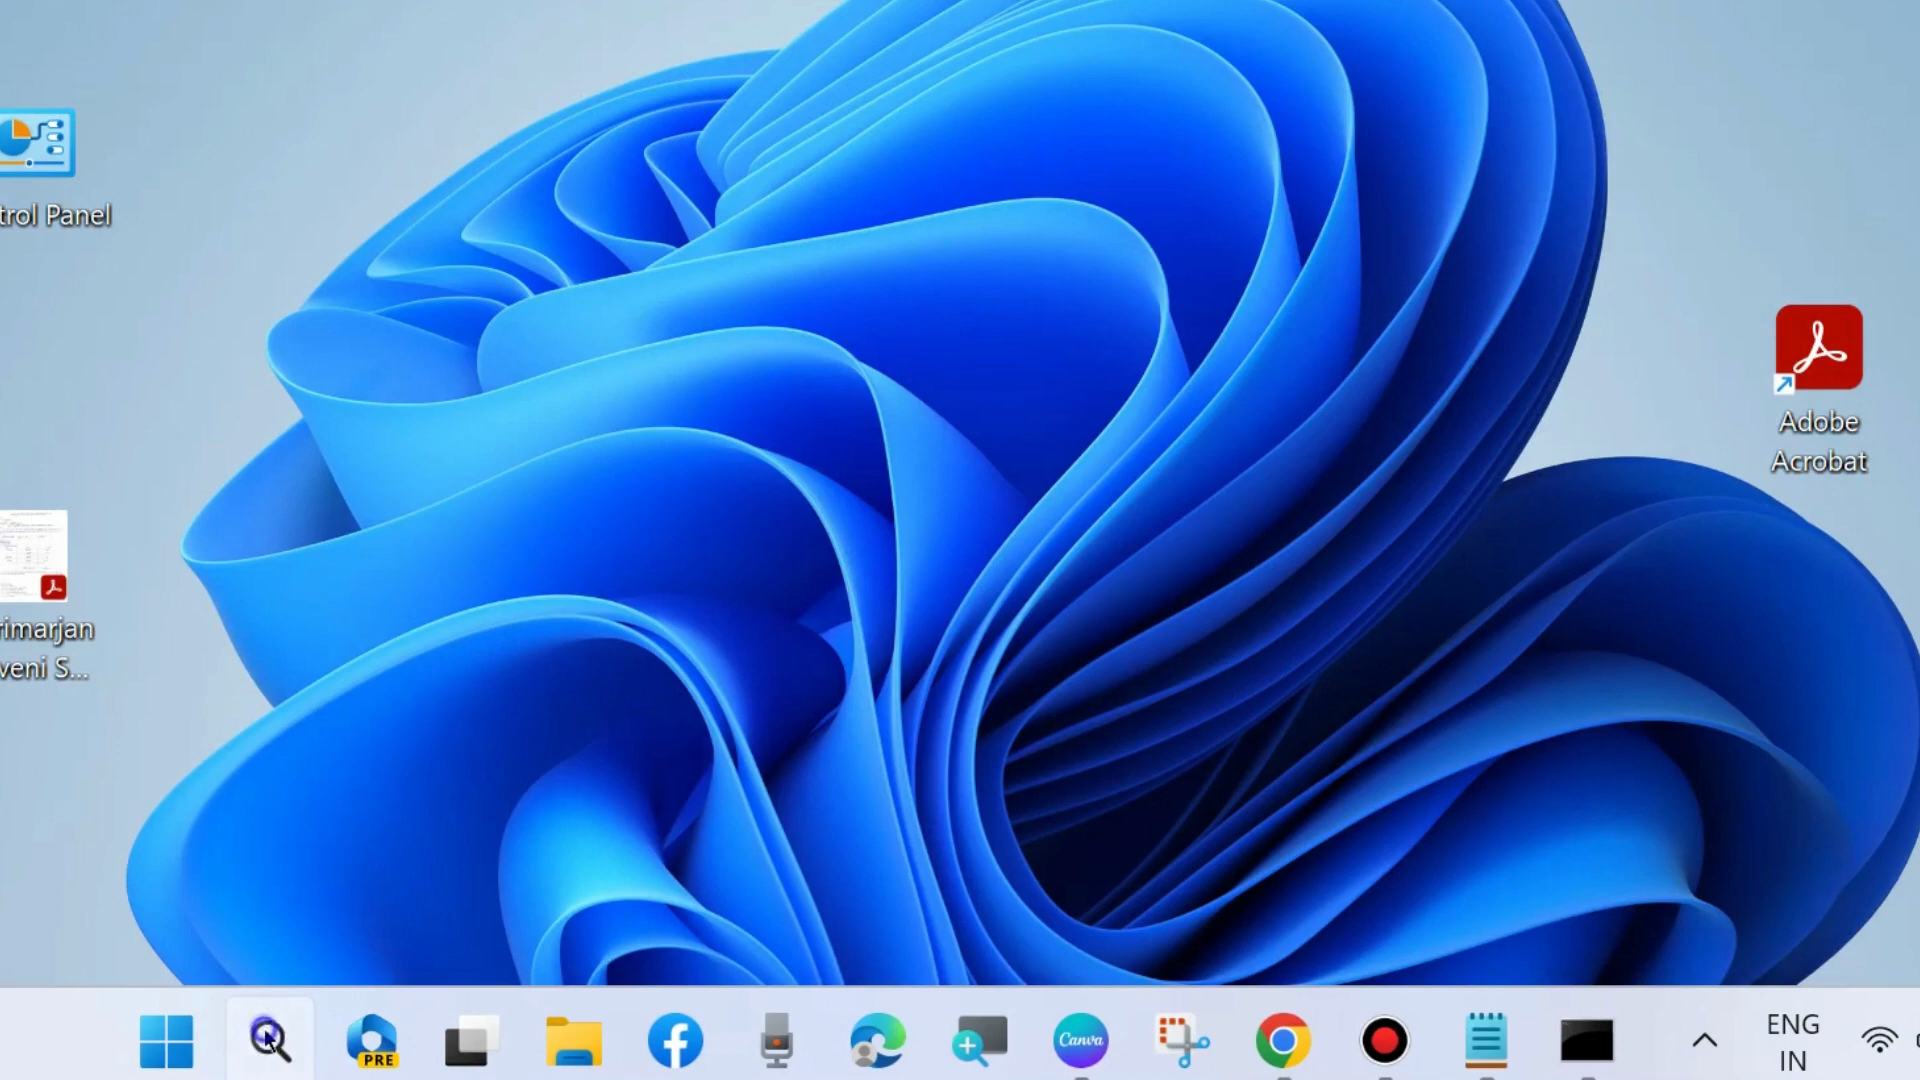 trol Panel
Adobe
Acrobat
rimarjan
veni S...
PRE
Canva
ENG
IN